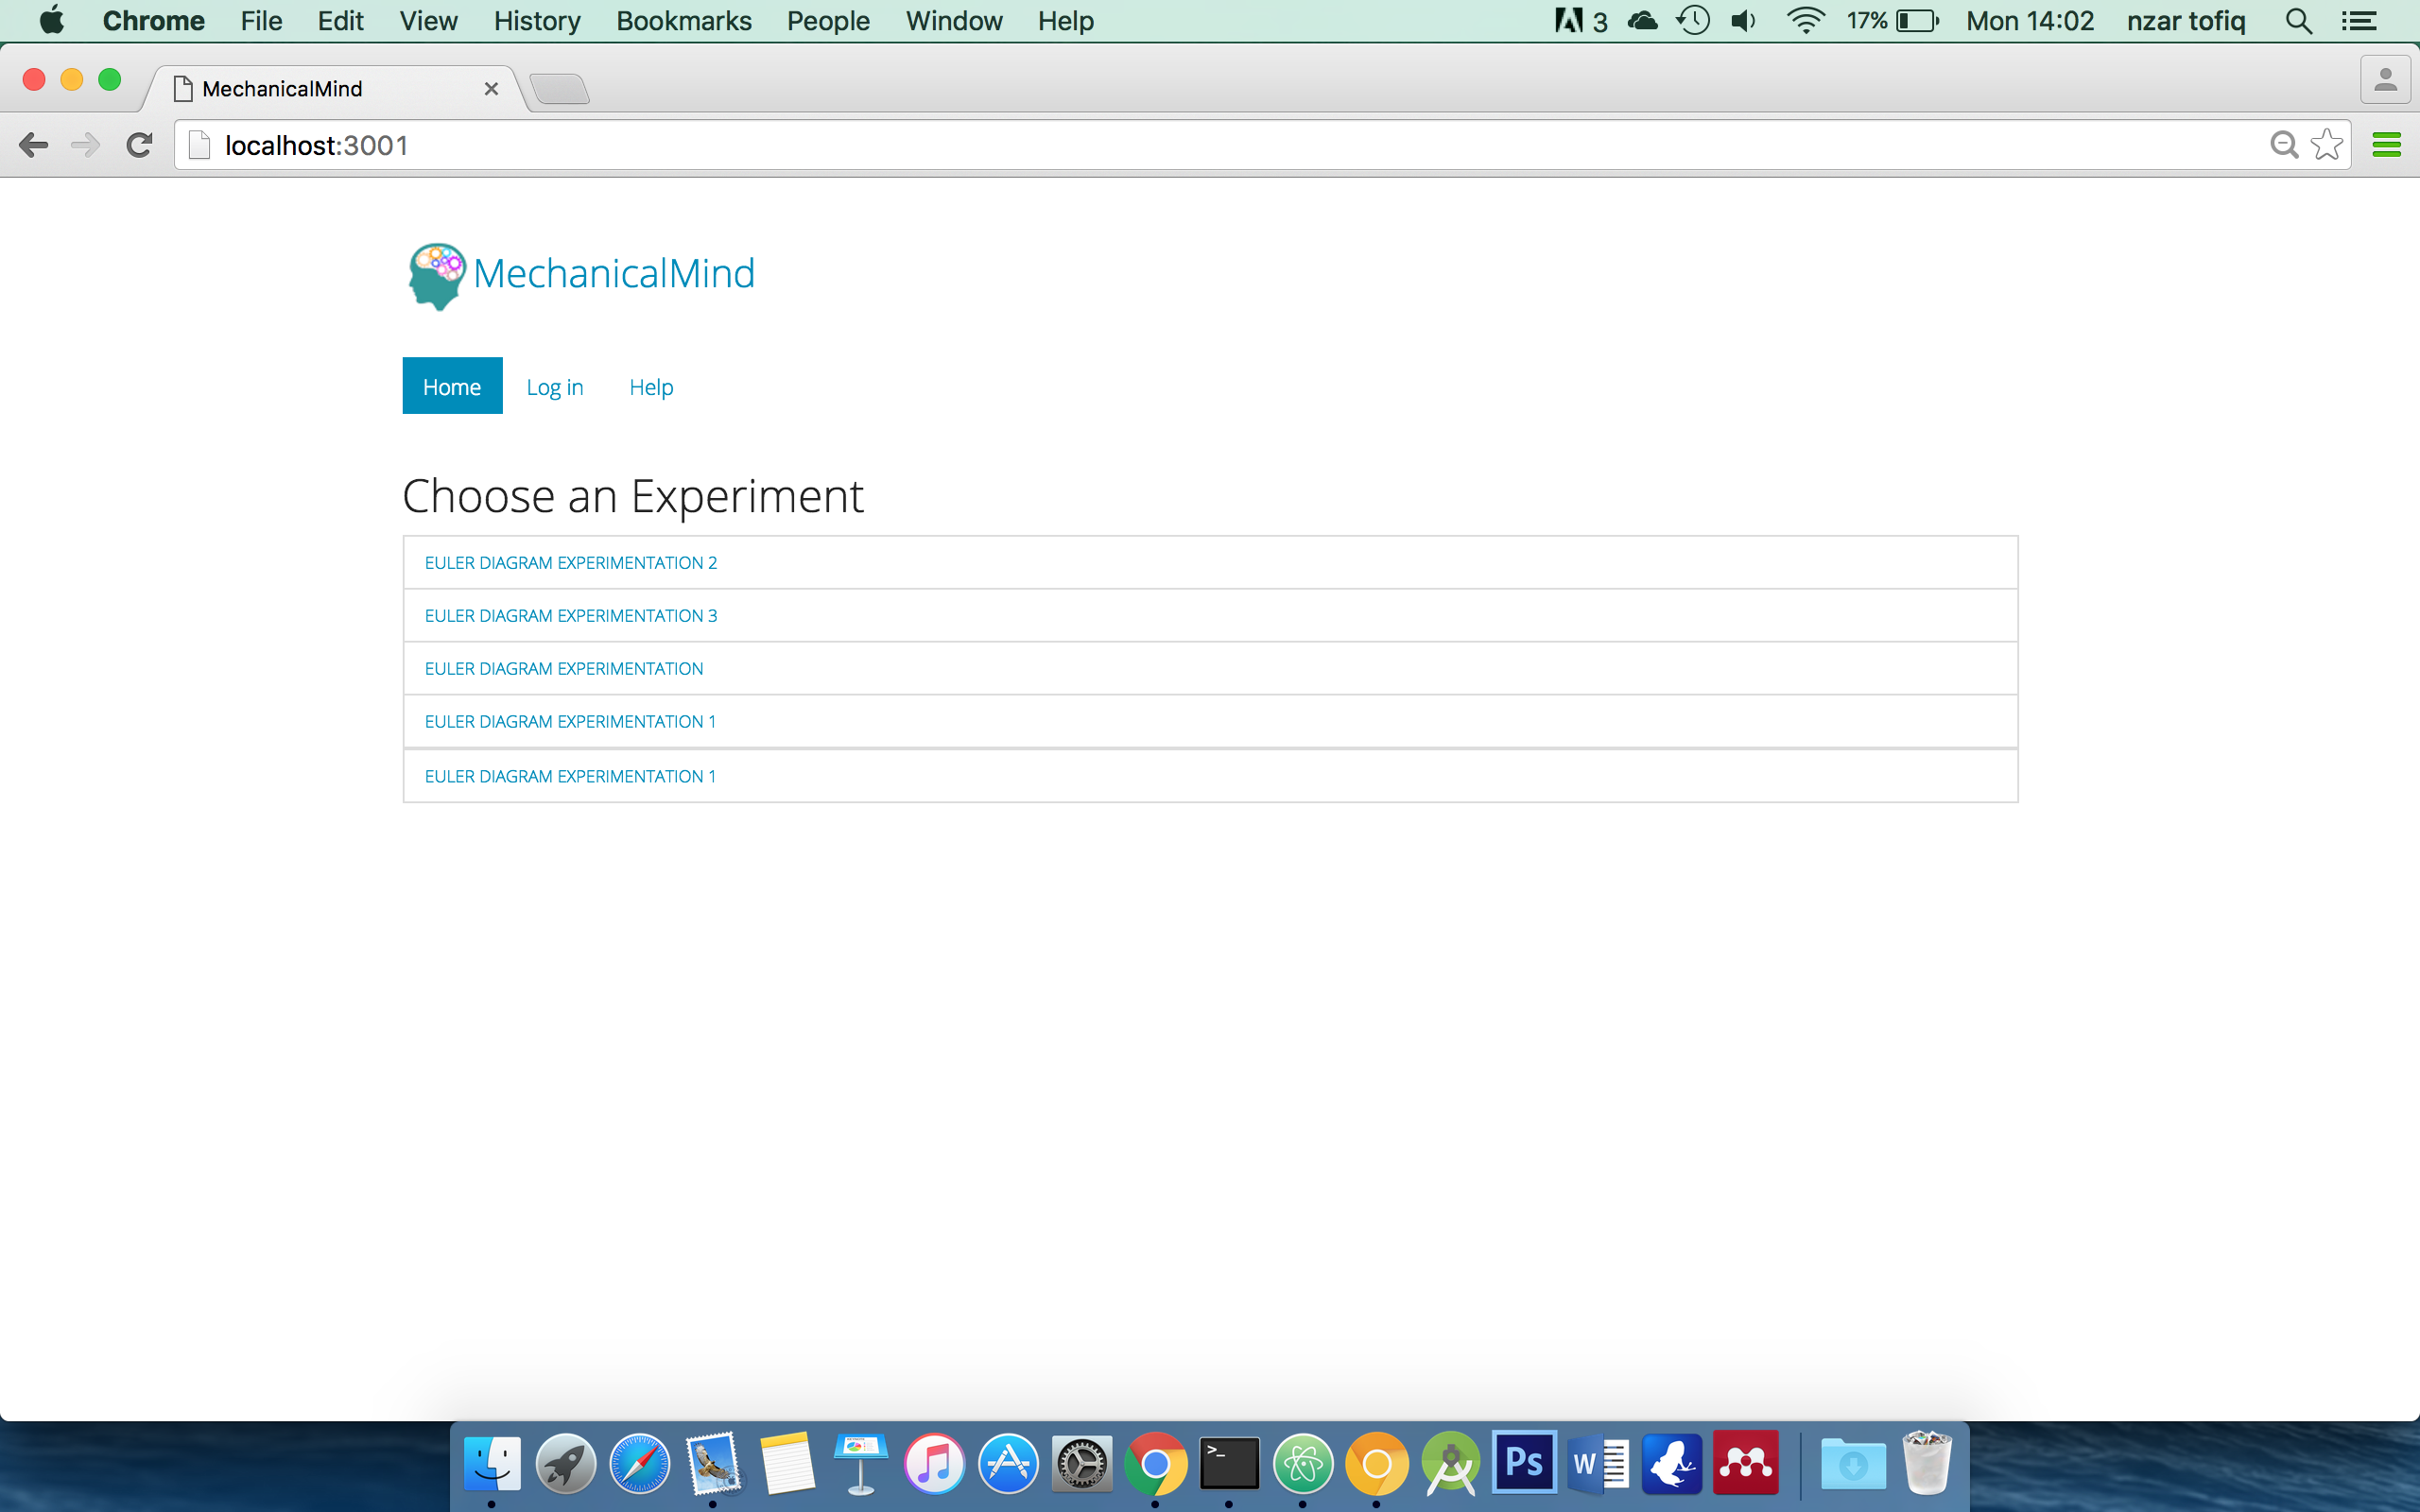 Chrome File Edit View History Bookmarks People Window Help 3 17% Mon 14:02 nzar tofiq
MechanicalMind
localhost:3001
MechanicalMind
Home Log in Help
Choose an Experiment
EULER DIAGRAM EXPERIMENTATION 2
EULER DIAGRAM EXPERIMENTATION 3
EULER DIAGRAM EXPERIMENTATION
EULER DIAGRAM EXPERIMENTATION 1
EULER DIAGRAM EXPERIMENTATION 1
>_ Ps W